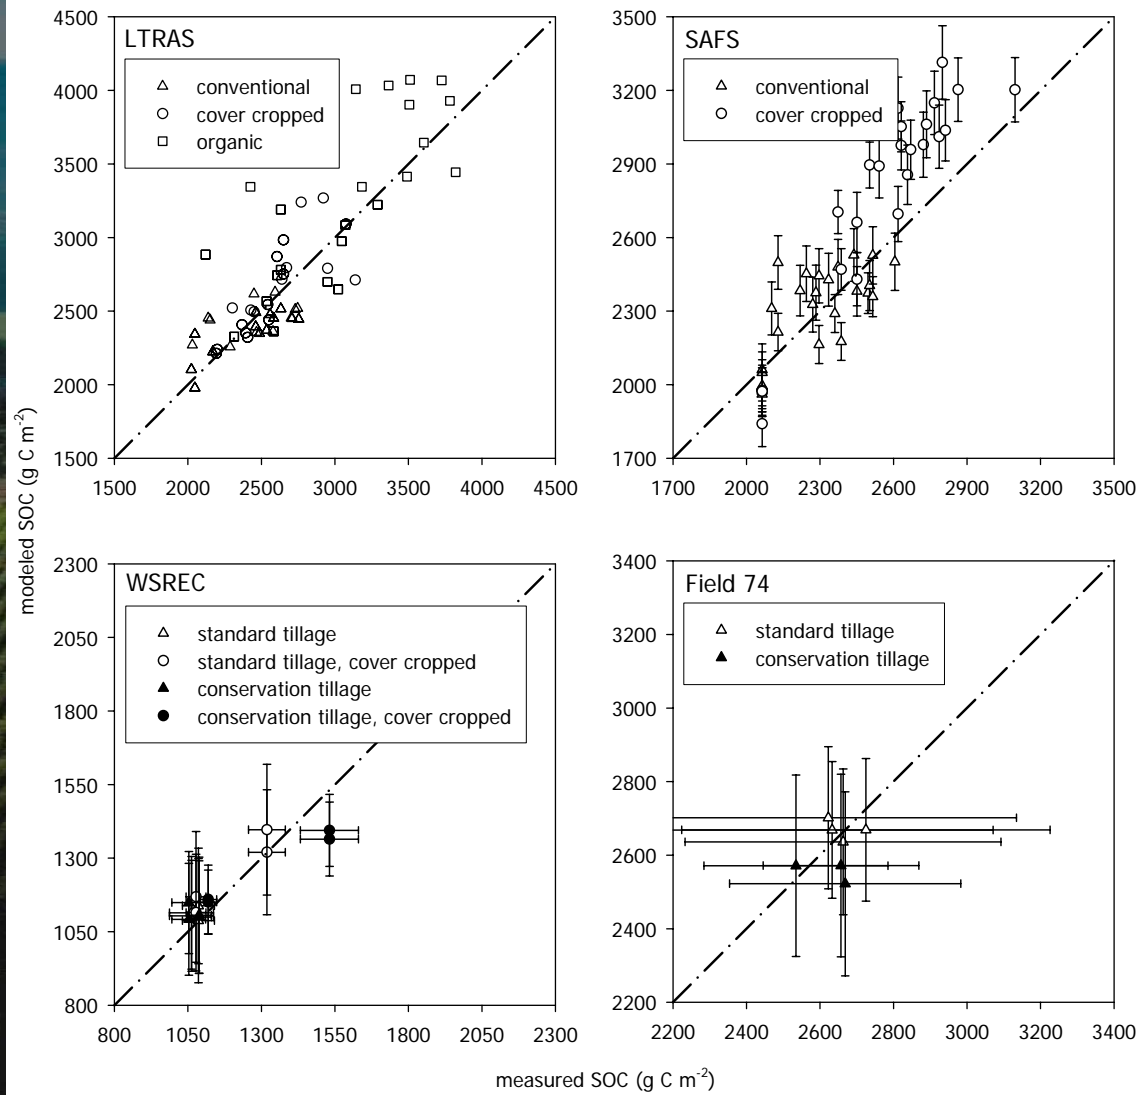 LTRAS
conventional
cover cropped
organic
4500
4000
3500
3000
2500
2000
1500
1500 2000 2500 3000 3500 4000 4500
SAFS
conventional
cover cropped
3500
3200
2900
2600
2300
2000
1700
1700 2000 2300 2600 2900 3200 3500
modeled SOC (g C m-2)
WSREC
standard tillage
standard tillage, cover cropped
conservation tillage
conservation tillage, cover cropped
2300
2050
1800
1550
1300
1050
800
800 1050 1300 1550 1800 2050 2300
Field 74
standard tillage
conservation tillage
3400
3200
3000
2800
2600
2400
2200
2200 2400 2600 2800 3000 3200 3400
measured SOC (g C m-2)